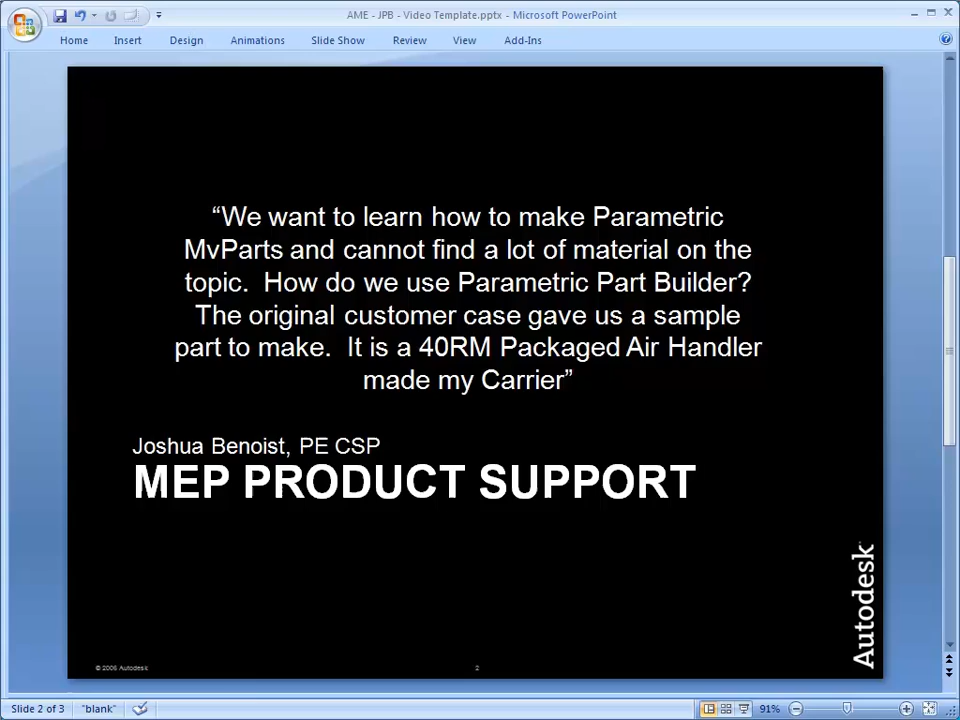 AME - JPB - Video Template.pptx - Microsoft PowerPoint
Home Insert Design Animations Slide Show Review View Add-Ins
“We want to learn how to make Parametric
MvParts and cannot find a lot of material on the
topic.  How do we use Parametric Part Builder?
The original customer case gave us a sample
part to make.  It is a 40RM Packaged Air Handler
made my Carrier”
Joshua Benoist, PE CSP
MEP PRODUCT SUPPORT
Autodesk
© 2006 Autodesk
2
Slide 2 of 3 "blank" 91%